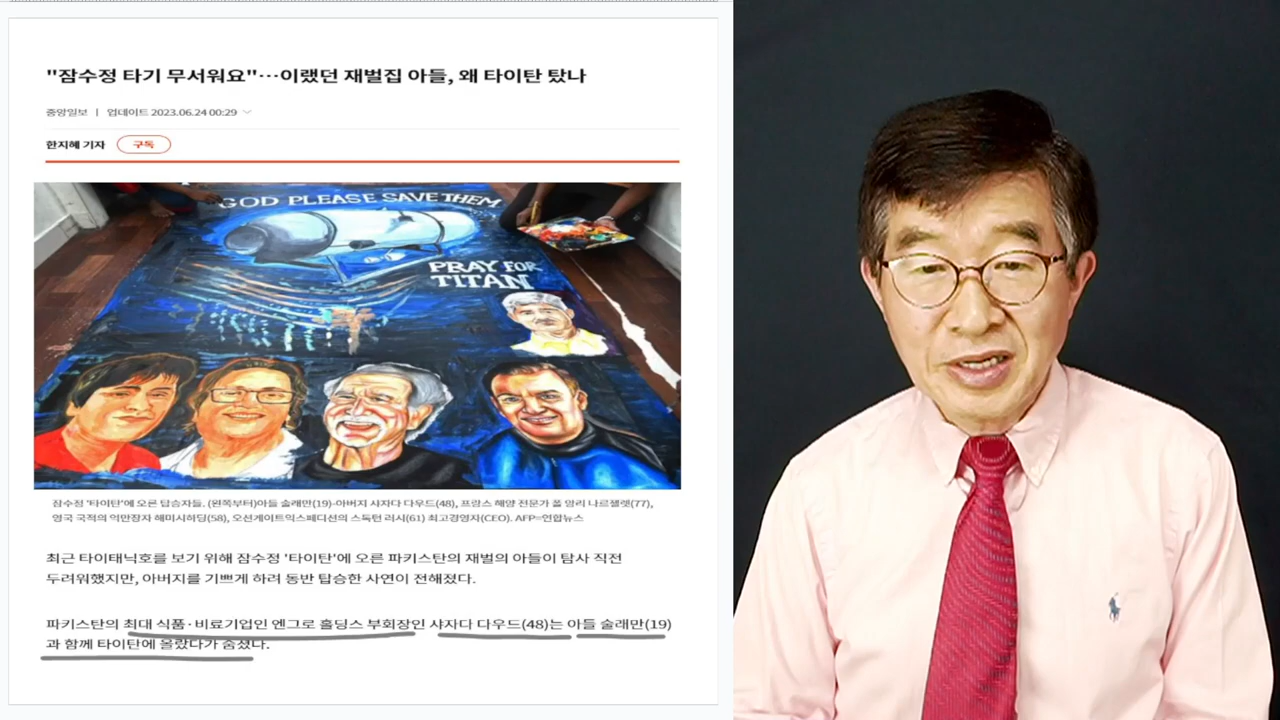 "잠수정 타기 무서워요"…이랬던 재벌집 아들, 왜 타이탄 탔나
중앙일보 | 업데이트 2023.06.24 00:29
한지혜 기자 구독
GOD PLEASE SAVE THEM
PRAY FOR
TITAN
잠수정 '타이탄'에 오른 탑승자들. (왼쪽부터)아들 술래만(19)·아버지 샤자다 다우드(48), 프랑스 해양 전문가 폴 앙리 나르젤렛(77),
영국 국적의 억만장자 해미시하딩(58), 오션게이트익스페디션의 스톡턴 러시(61) 최고경영자(CEO). AFP=연합뉴스
최근 타이태닉호를 보기 위해 잠수정 '타이탄'에 오른 파키스탄의 재벌의 아들이 탐사 직전
두려워했지만, 아버지를 기쁘게 하려 동반 탑승한 사연이 전해졌다.
파키스탄의 최대 식품·비료기업인 엔그로 홀딩스 부회장인 샤자다 다우드(48)는 아들 술래만(19)
과 함께 타이탄에 올랐다가 숨졌다.